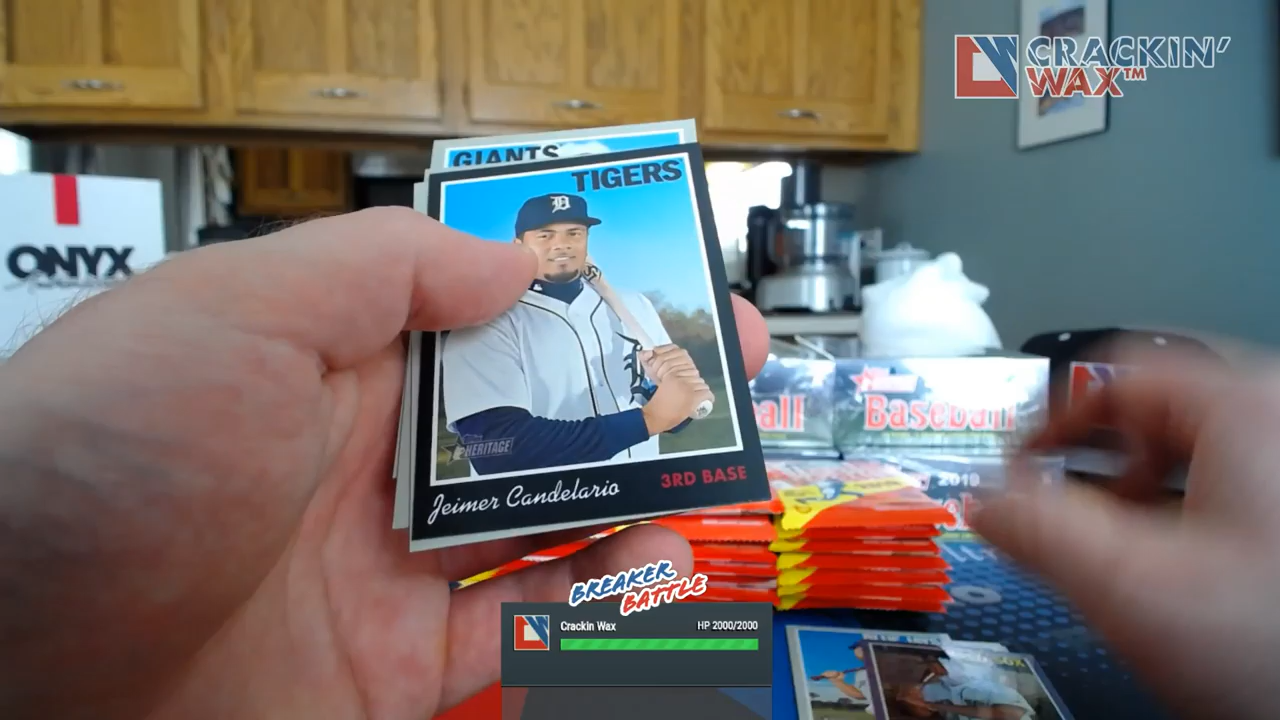 CRACKIN'
WAX™
GIANTS
TIGERS
ONYX
HERITAGE
Jeimer Candelario
3RD BASE
Baseball
2019
BREAKER
BATTLE
Crackin Wax
HP 2000/2000